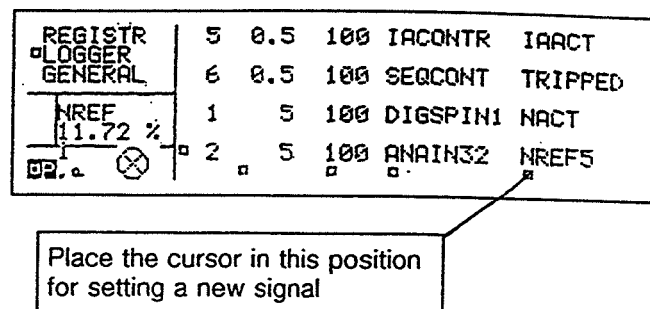 REGISTR
LOGGER
GENERAL
NREF
11.72 %
1
OP.
5 0.5 100 IACONTR IAACT
6 0.5 100 SEQCONT TRIPPED
1 5 100 DIGSPIN1 NACT
2 5 100 ANAIN32 NREF5
Place the cursor in this position
for setting a new signal